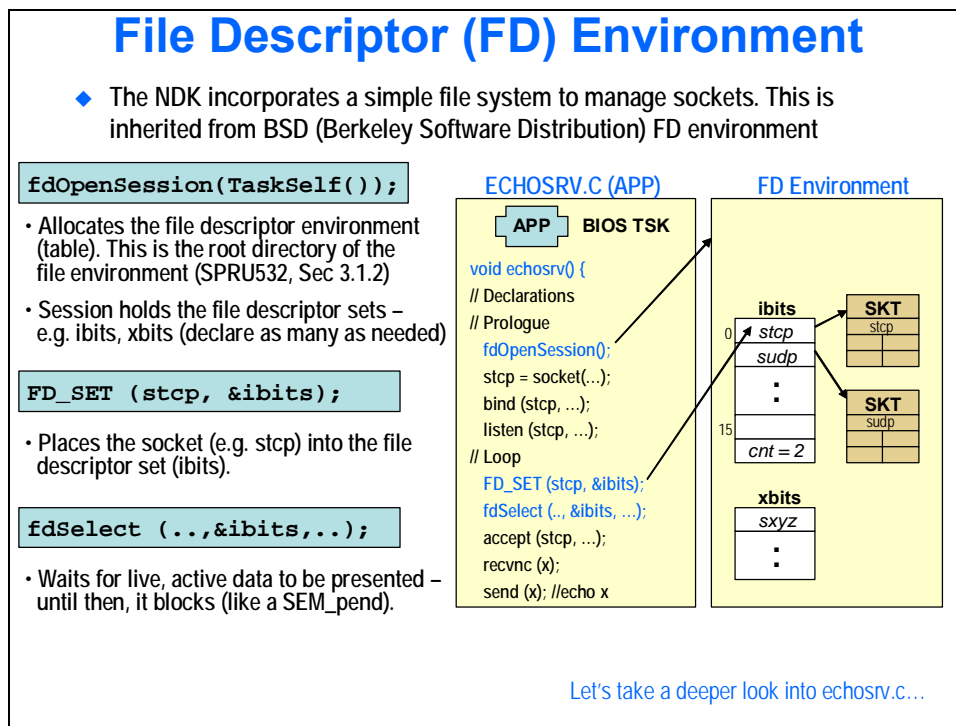 File Descriptor (FD) Environment
◆ The NDK incorporates a simple file system to manage sockets. This is
inherited from BSD (Berkeley Software Distribution) FD environment
fdOpenSession(TaskSelf());
• Allocates the file descriptor environment
(table). This is the root directory of the
file environment (SPRU532, Sec 3.1.2)
• Session holds the file descriptor sets –
e.g. ibits, xbits (declare as many as needed)
FD_SET (stcp, &ibits);
• Places the socket (e.g. stcp) into the file
descriptor set (ibits).
fdSelect (..,&ibits,..);
• Waits for live, active data to be presented –
until then, it blocks (like a SEM_pend).
ECHOSRV.C (APP)
APP BIOS TSK
void echosrv() {
// Declarations
// Prologue
fdOpenSession();
stcp = socket(...);
bind (stcp, ...);
listen (stcp, ...);
// Loop
FD_SET (stcp, &ibits);
fdSelect (.., &ibits, ...);
accept (stcp, ...);
recvnc (x);
send (x); //echo x
FD Environment
ibits
0
stcp
sudp
:
15
cnt = 2
SKT
stcp
SKT
sudp
xbits
sxyz
:
Let's take a deeper look into echosrv.c…